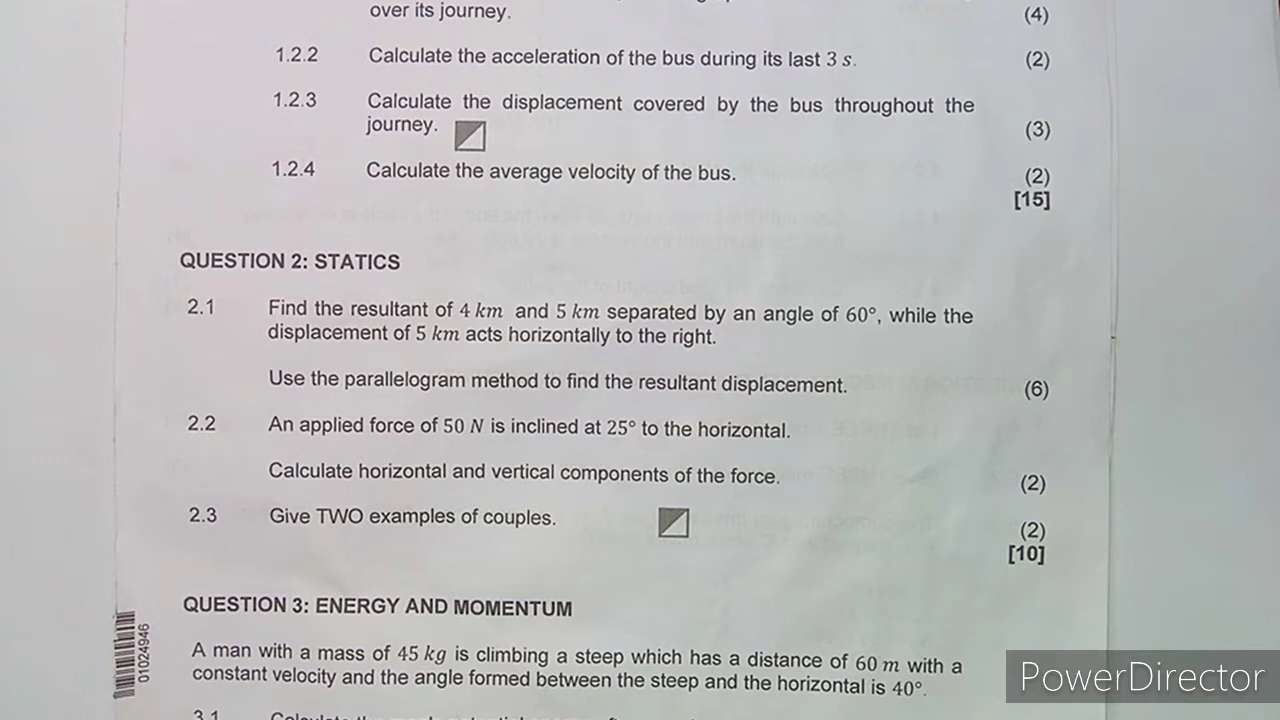 over its journey. (4)
1.2.2 Calculate the acceleration of the bus during its last 3 s. (2)
1.2.3 Calculate the displacement covered by the bus throughout the
journey. (3)
1.2.4 Calculate the average velocity of the bus. (2)
[15]
QUESTION 2: STATICS
2.1 Find the resultant of 4 km and 5 km separated by an angle of 60°, while the
displacement of 5 km acts horizontally to the right.
Use the parallelogram method to find the resultant displacement. (6)
2.2 An applied force of 50 N is inclined at 25° to the horizontal.
Calculate horizontal and vertical components of the force. (2)
2.3 Give TWO examples of couples. (2)
[10]
QUESTION 3: ENERGY AND MOMENTUM
A man with a mass of 45 kg is climbing a steep which has a distance of 60 m with a
constant velocity and the angle formed between the steep and the horizontal is 40°.
3.1
01024946
PowerDirector